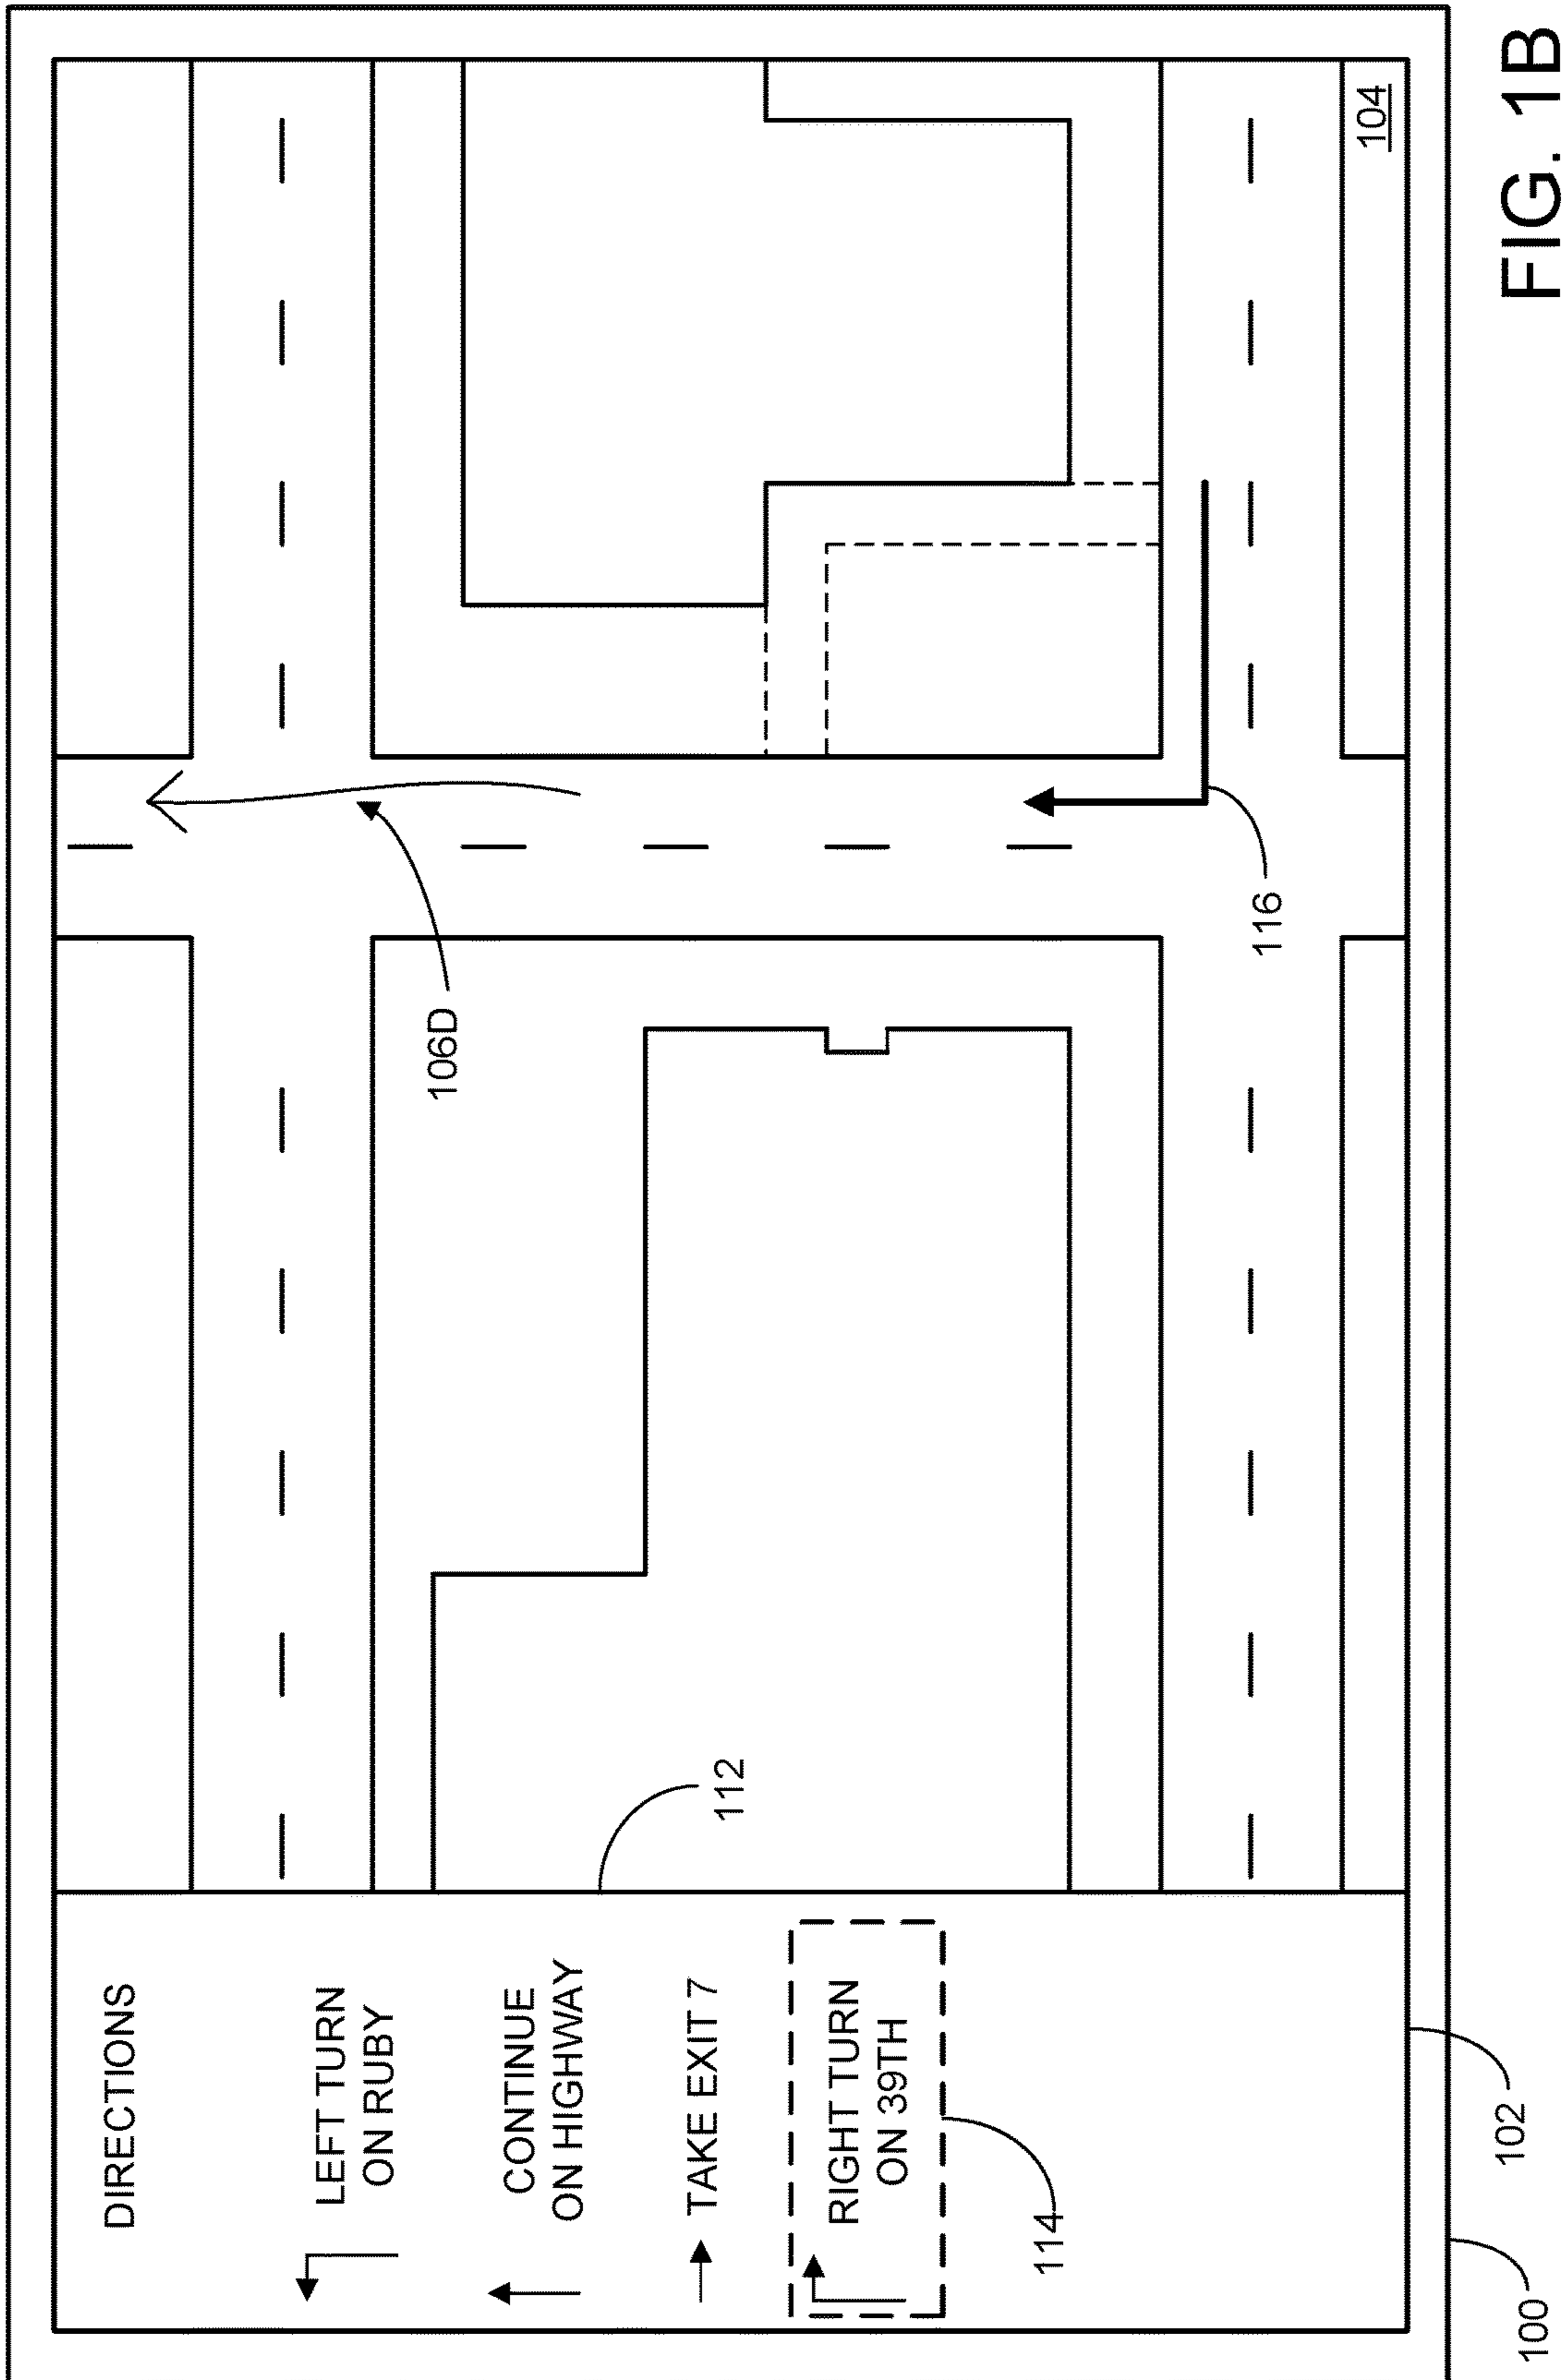 DIRECTIONS
LEFT TURN
ON RUBY
CONTINUE
ON HIGHWAY
TAKE EXIT 7
RIGHT TURN
ON 39TH
114
112
106D
116
104
102
100
FIG. 1B